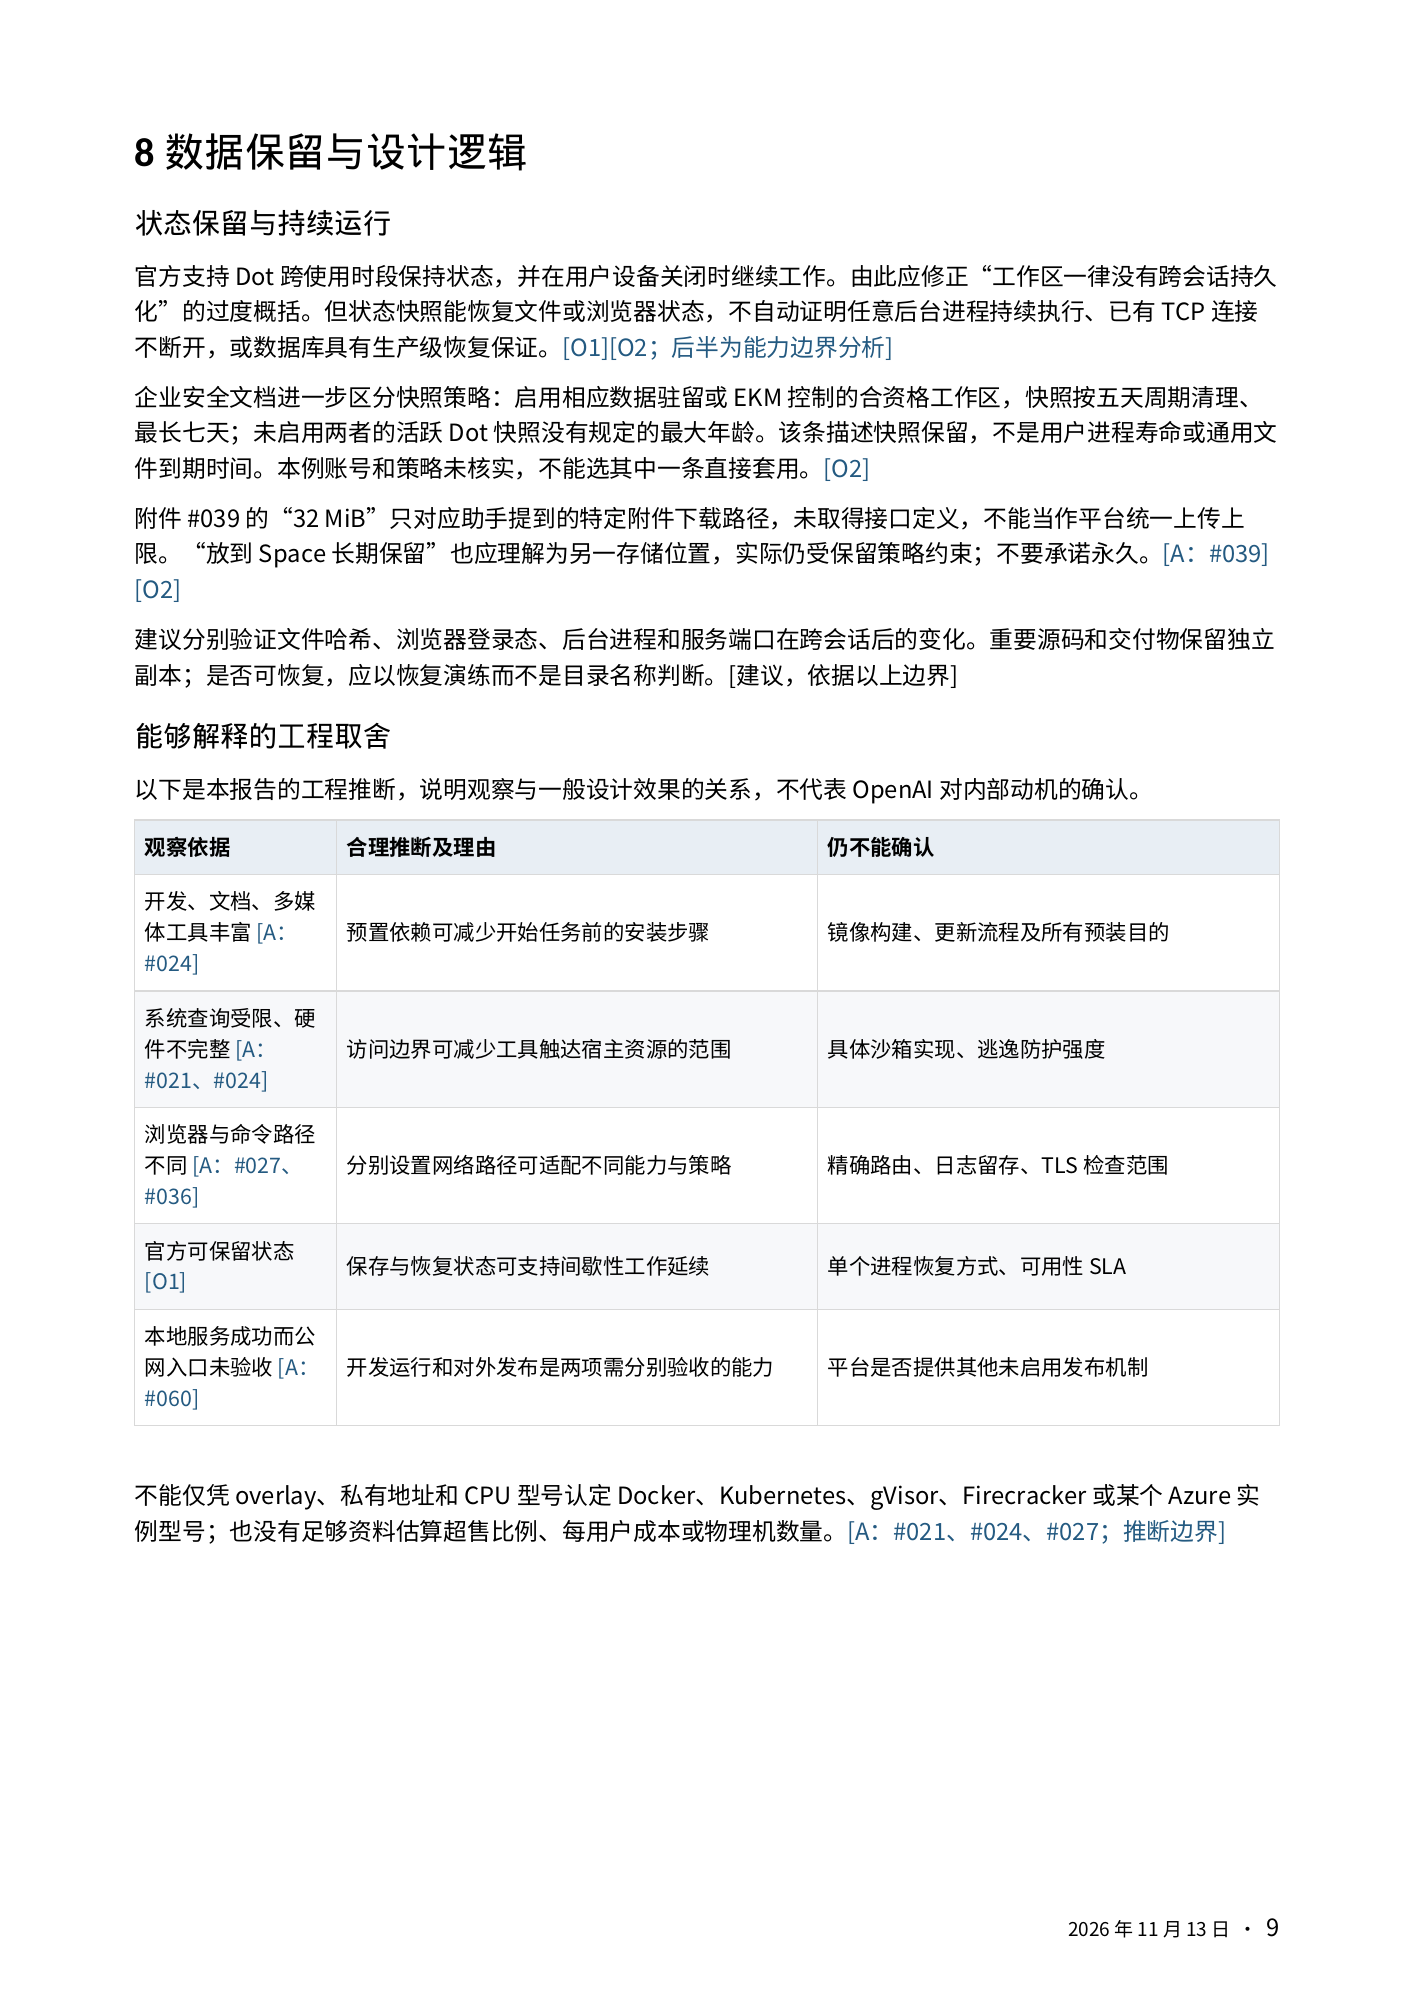 8 数据保留与设计逻辑
状态保留与持续运行
官方支持 Dot 跨使用时段保持状态，并在用户设备关闭时继续工作。由此应修正“工作区一律没有跨会话持久
化”的过度概括。但状态快照能恢复文件或浏览器状态，不自动证明任意后台进程持续执行、已有 TCP 连接
不断开，或数据库具有生产级恢复保证。[O1][O2；后半为能力边界分析]
企业安全文档进一步区分快照策略：启用相应数据驻留或 EKM 控制的合资格工作区，快照按五天周期清理、
最长七天；未启用两者的活跃 Dot 快照没有规定的最大年龄。该条描述快照保留，不是用户进程寿命或通用文
件到期时间。本例账号和策略未核实，不能选其中一条直接套用。[O2]
附件 #039 的“32 MiB”只对应助手提到的特定附件下载路径，未取得接口定义，不能当作平台统一上传上
限。“放到 Space 长期保留”也应理解为另一存储位置，实际仍受保留策略约束；不要承诺永久。[A：#039]
[O2]
建议分别验证文件哈希、浏览器登录态、后台进程和服务端口在跨会话后的变化。重要源码和交付物保留独立
副本；是否可恢复，应以恢复演练而不是目录名称判断。[建议，依据以上边界]
能够解释的工程取舍
以下是本报告的工程推断，说明观察与一般设计效果的关系，不代表 OpenAI 对内部动机的确认。
观察依据
合理推断及理由
仍不能确认
开发、文档、多媒
体工具丰富 [A：
#024]
预置依赖可减少开始任务前的安装步骤
镜像构建、更新流程及所有预装目的
系统查询受限、硬
件不完整 [A：
#021、#024]
访问边界可减少工具触达宿主资源的范围
具体沙箱实现、逃逸防护强度
浏览器与命令路径
不同 [A：#027、
#036]
分别设置网络路径可适配不同能力与策略
精确路由、日志留存、TLS 检查范围
官方可保留状态
[O1]
保存与恢复状态可支持间歇性工作延续
单个进程恢复方式、可用性 SLA
本地服务成功而公
网入口未验收 [A：
#060]
开发运行和对外发布是两项需分别验收的能力
平台是否提供其他未启用发布机制
不能仅凭 overlay、私有地址和 CPU 型号认定 Docker、Kubernetes、gVisor、Firecracker 或某个 Azure 实
例型号；也没有足够资料估算超售比例、每用户成本或物理机数量。[A：#021、#024、#027；推断边界]
2026 年 11 月 13 日 · 9